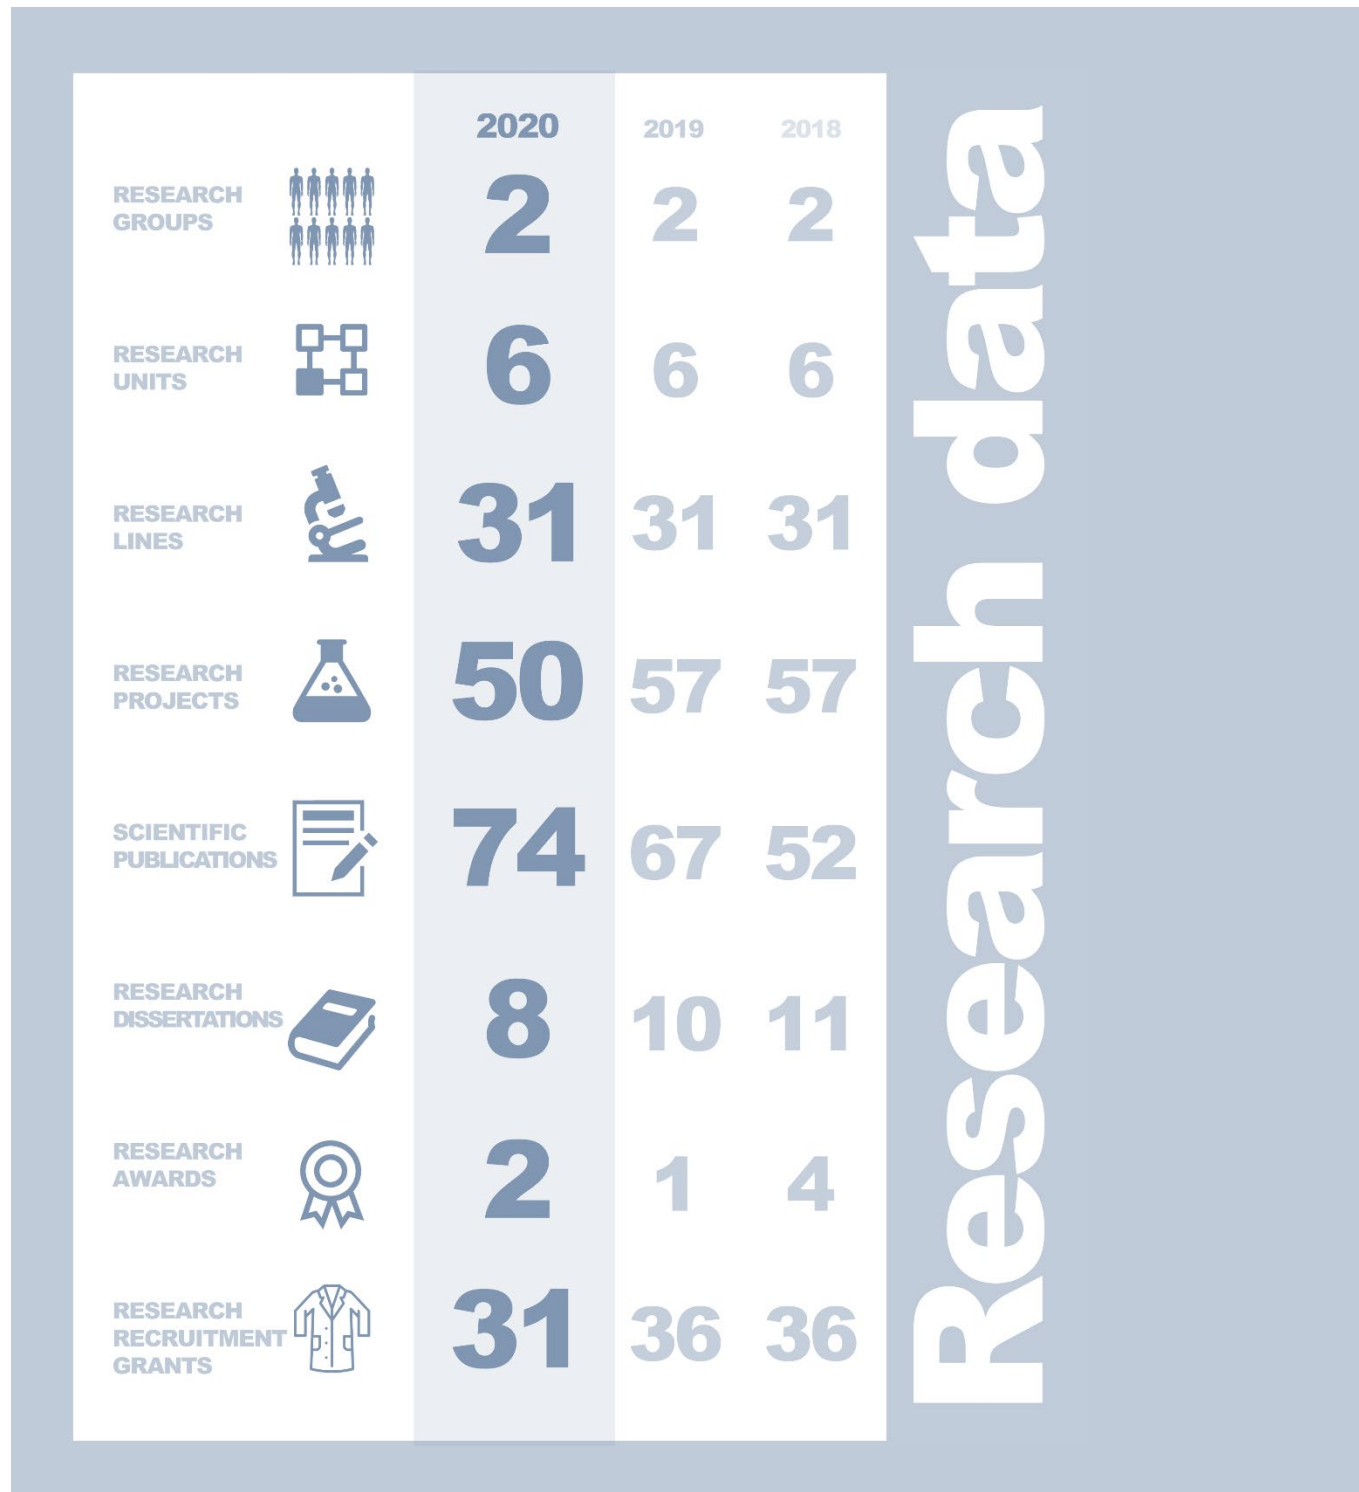 2020 2019 2018
RESEARCH
GROUPS
2 2 2
RESEARCH
UNITS
6 6 6
RESEARCH
LINES
31 31 31
RESEARCH
PROJECTS
50 57 57
SCIENTIFIC
PUBLICATIONS
74 67 52
RESEARCH
DISSERTATIONS
8 10 11
RESEARCH
AWARDS
2 1 4
RESEARCH
RECRUITMENT
GRANTS
31 36 36
Research data